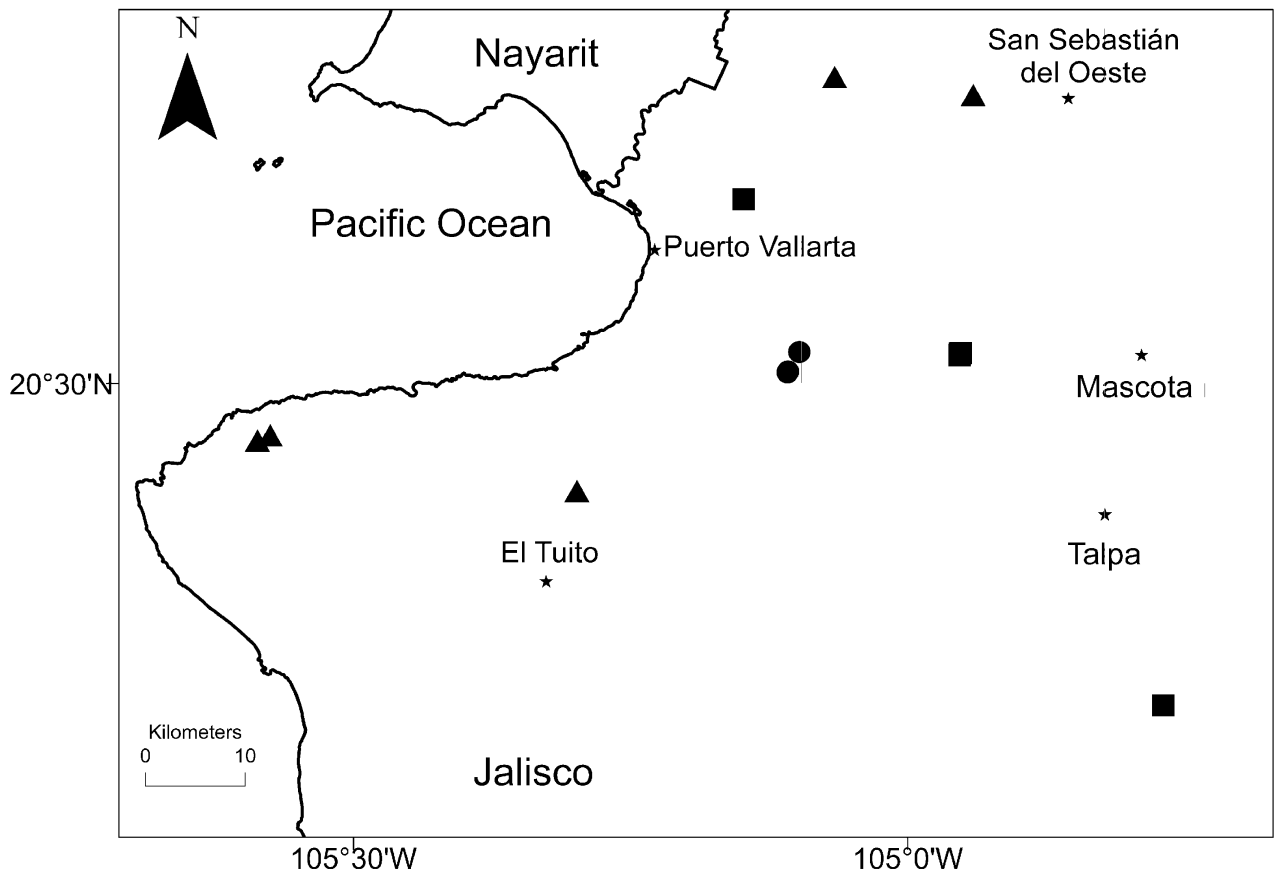 N
Nayarit
San Sebastián
del Oeste
Pacific Ocean
Puerto Vallarta
20°30'N
Mascota
El Tuito
Talpa
Kilometers
0 10
Jalisco
105°30'W 105°0'W